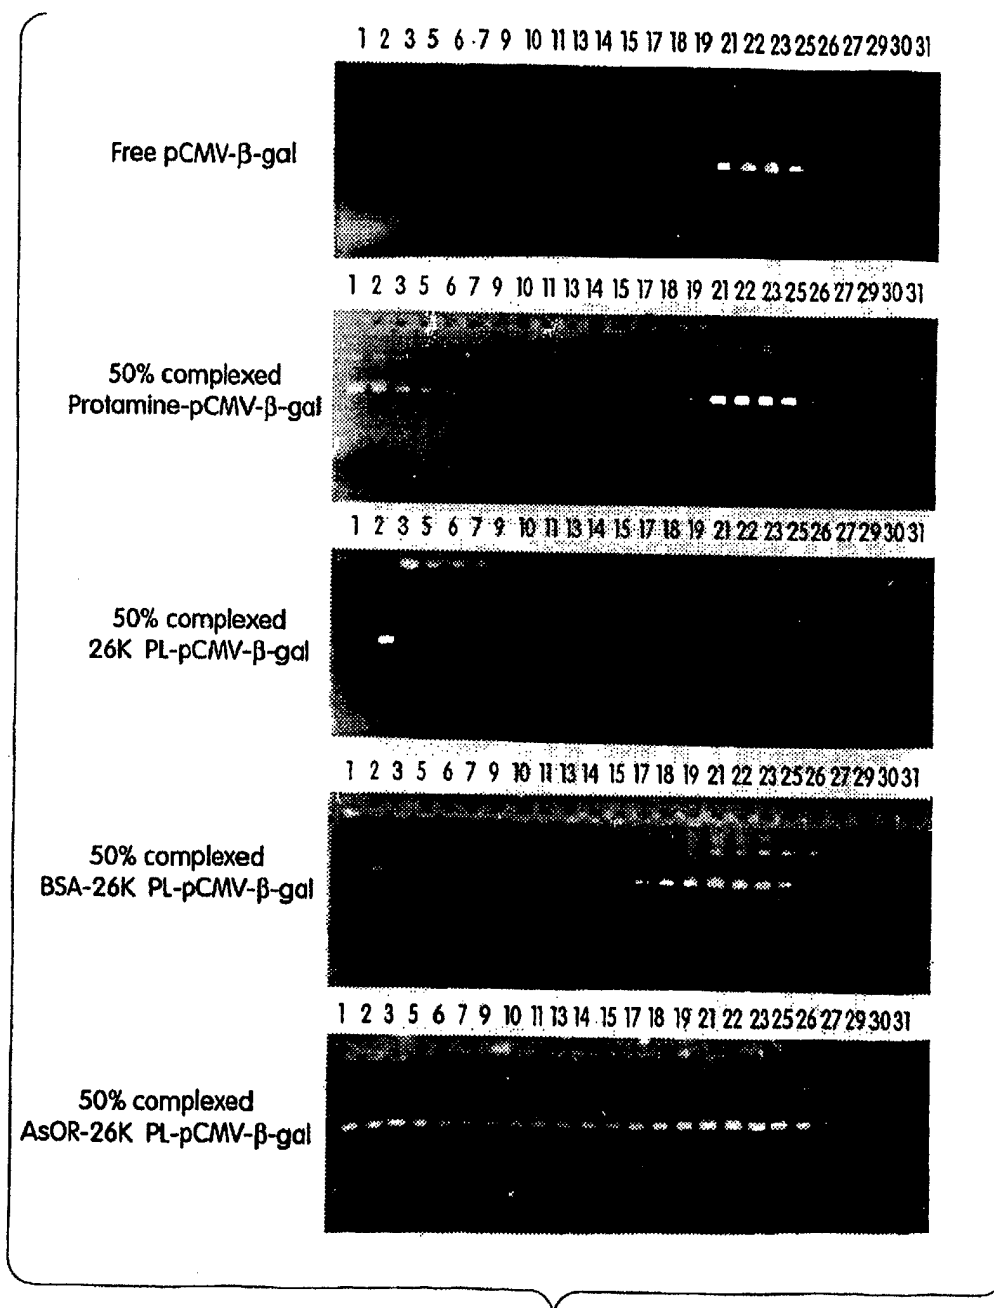 1 2 3 5 6 7 9 10 11 13 14 15 17 18 19 21 22 23 25 26 27 29 30 31
Free pCMV-β-gal
1 2 3 5 6 7 9 10 11 13 14 15 17 18 19 21 22 23 25 26 27 29 30 31
50% complexed
Protamine-pCMV-β-gal
1 2 3 5 6 7 9 10 11 13 14 15 17 18 19 21 22 23 25 26 27 29 30 31
50% complexed
26K PL-pCMV-β-gal
1 2 3 5 6 7 9 10 11 13 14 15 17 18 19 21 22 23 25 26 27 29 30 31
50% complexed
BSA-26K PL-pCMV-β-gal
1 2 3 5 6 7 9 10 11 13 14 15 17 18 19 21 22 23 25 26 27 29 30 31
50% complexed
AsOR-26K PL-pCMV-β-gal